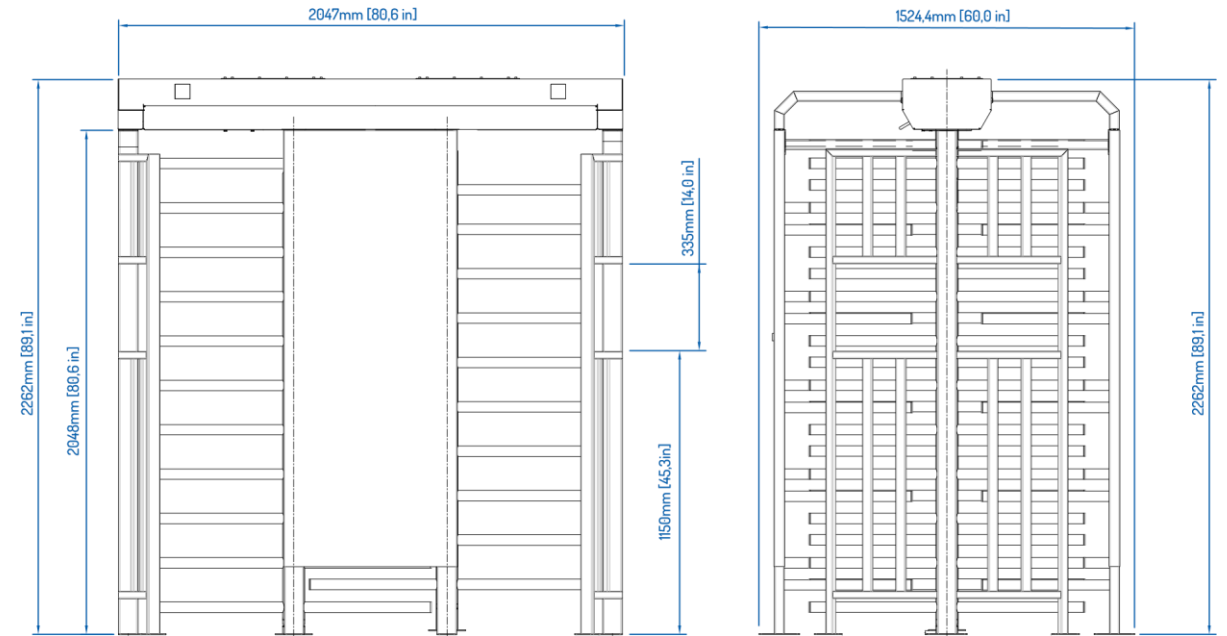 2047mm [80,6 in]
1524,4mm [60,0 in]
335mm [14,0 in]
2262mm [89,1 in]
2048mm [80,6 in]
1150mm [45,3in]
2262mm [89,1 in]